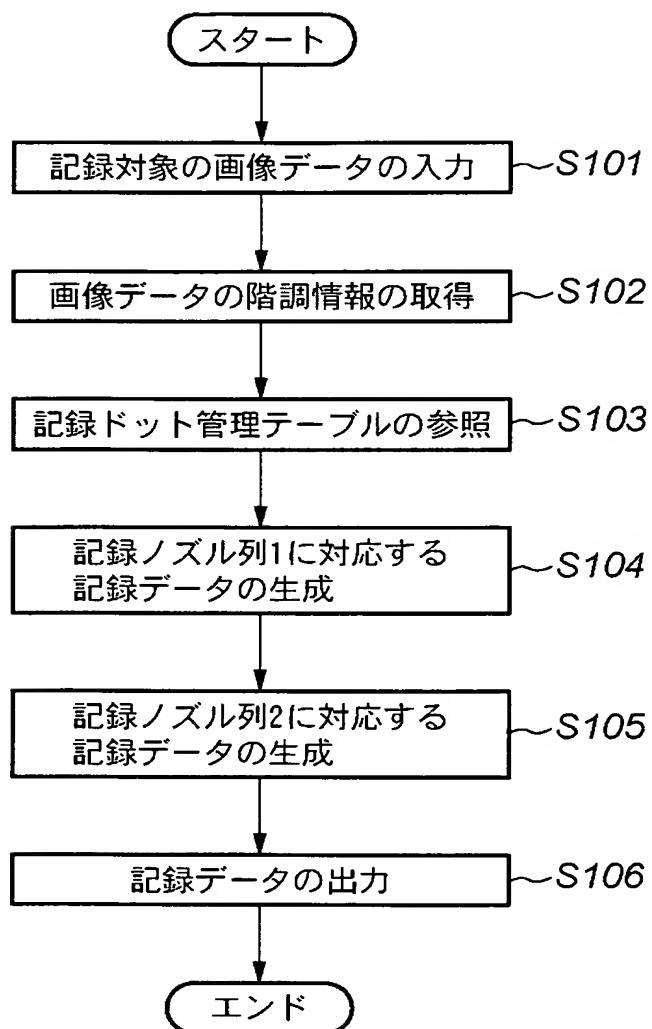 スタート
記録対象の画像データの入力 S101
画像データの階調情報の取得 S102
記録ドット管理テーブルの参照 S103
記録ノズル列1に対応する
記録データの生成 S104
記録ノズル列2に対応する
記録データの生成 S105
記録データの出力 S106
エンド